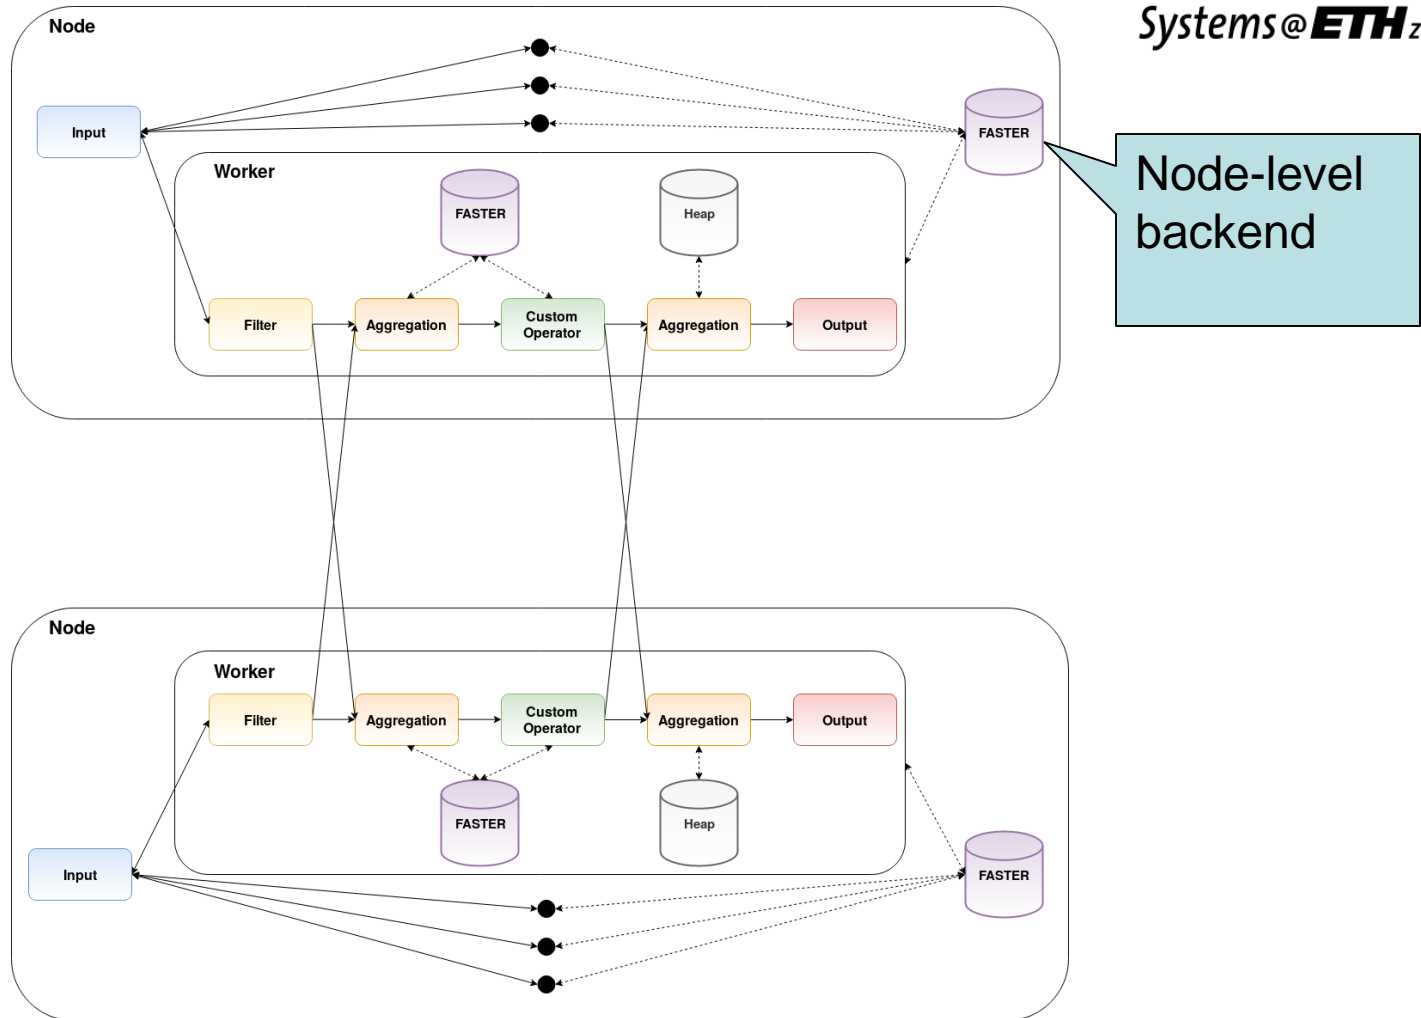 Systems@ETH z
Node
Input
FASTER
Node-level
backend
Worker
FASTER
Heap
Filter
Aggregation
Custom
Operator
Aggregation
Output
Node
Worker
Filter
Aggregation
Custom
Operator
Aggregation
Output
FASTER
Heap
Input
FASTER